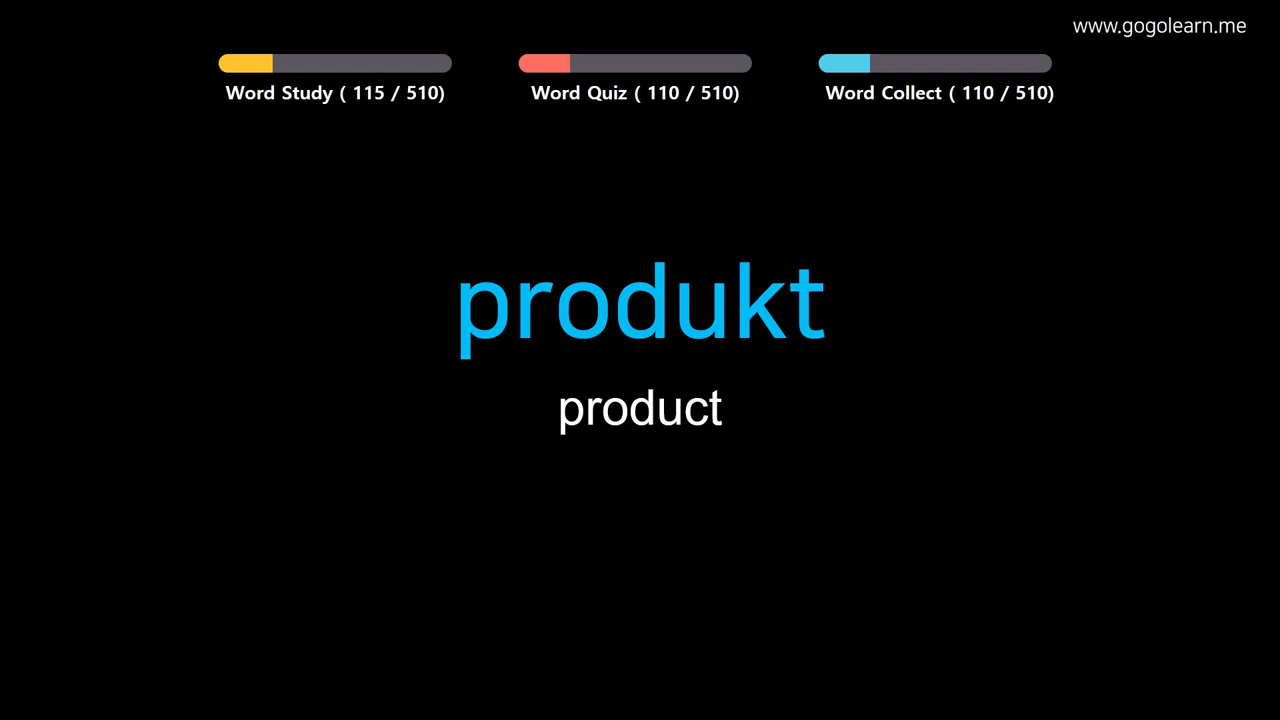 www.gogolearn.me
Word Study ( 115 / 510)
Word Quiz ( 110 / 510)
Word Collect ( 110 / 510)
produkt
product